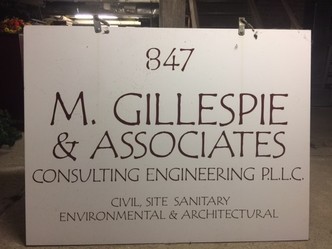 847
M. GILLESPIE
& ASSOCIATES
CONSULTING ENGINEERING P.L.L.C.
CIVIL, SITE SANITARY
ENVIRONMENTAL & ARCHITECTURAL